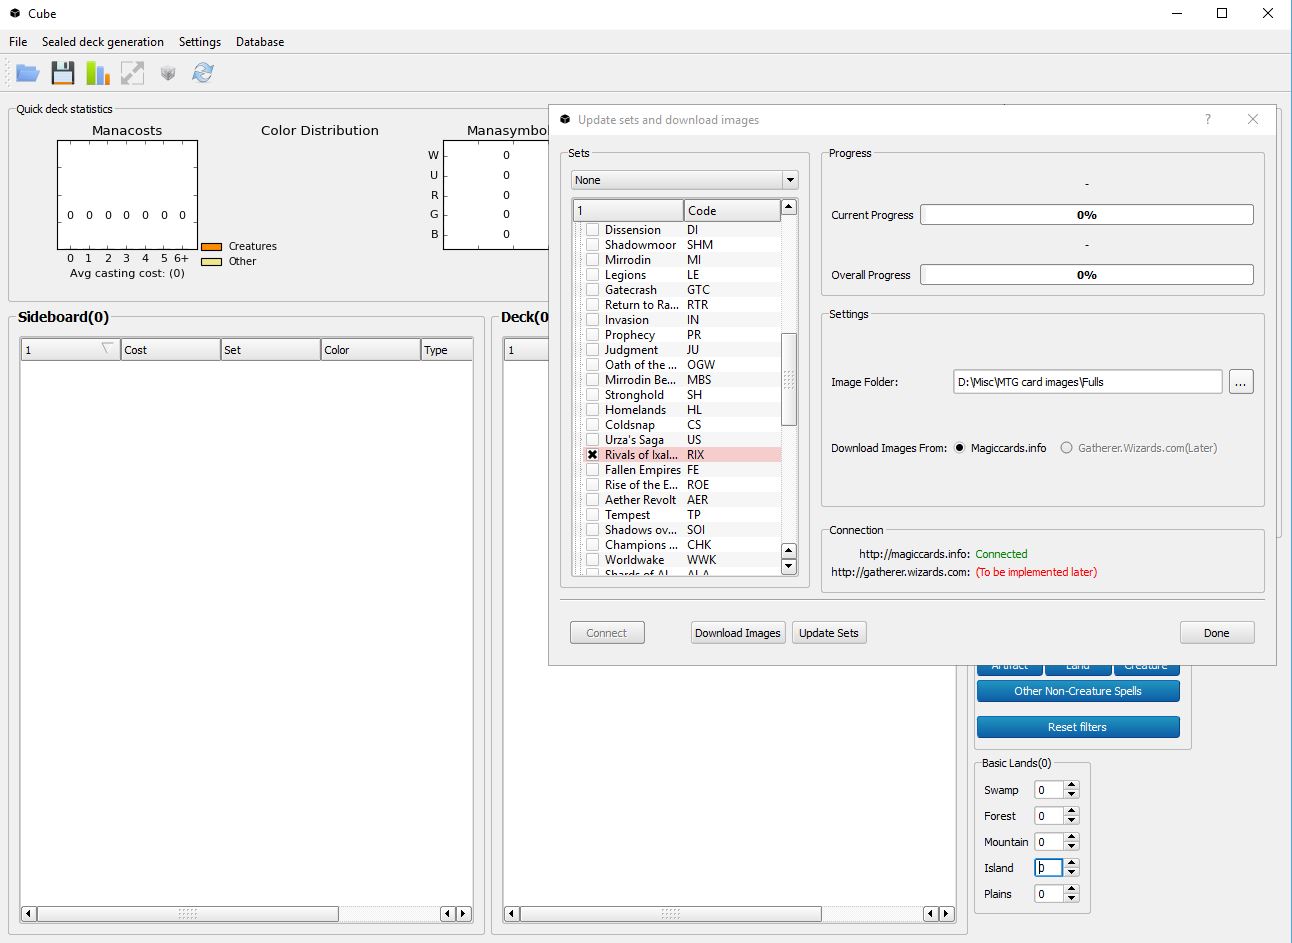 Cube
File Sealed deck generation Settings Database
Quick deck statistics
Manacosts
0 0 0 0 0 0 0
0 1 2 3 4 5 6+
Avg casting cost: (0)
Creatures
Other
Color Distribution
Manasymbol
W 0
U 0
R 0
G 0
B 0
Sideboard(0)
1 Cost Set Color Type
Deck(0
1
Update sets and download images ?
Sets
None
1 Code
Dissension DI
Shadowmoor SHM
Mirrodin MI
Legions LE
Gatecrash GTC
Return to Ra... RTR
Invasion IN
Prophecy PR
Judgment JU
Oath of the ... OGW
Mirrodin Be... MBS
Stronghold SH
Homelands HL
Coldsnap CS
Urza's Saga US
Rivals of Ixal... RIX
Fallen Empires FE
Rise of the E... ROE
Aether Revolt AER
Tempest TP
Shadows ov... SOI
Champions ... CHK
Worldwake WWK
Shards of Al... ALA
Progress
-
Current Progress 0%
-
Overall Progress 0%
Settings
Image Folder: D:\Misc\MTG card images\Fulls ...
Download Images From: Magiccards.info Gatherer.Wizards.com(Later)
Connection
http://magiccards.info: Connected
http://gatherer.wizards.com: (To be implemented later)
Connect Download Images Update Sets Done
Artifact Land Creature
Other Non-Creature Spells
Reset filters
Basic Lands(0)
Swamp 0
Forest 0
Mountain 0
Island 0
Plains 0